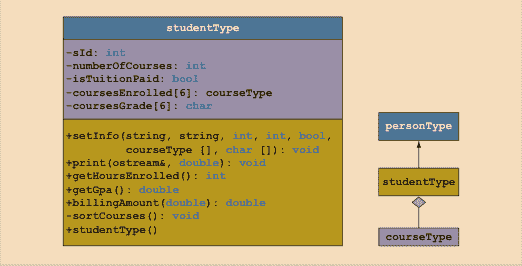 studentType
-sId: int
-numberOfCourses: int
-isTuitionPaid: bool
-coursesEnrolled[6]: courseType
-coursesGrade[6]: char
+setInfo(string, string, int, int, bool,
courseType {], char []): void
+print(ostream&, double): void
+getHoursEnrolled(): int
+getGpa(): double
+billingAmount(double): double
-sortCourses(): void
+studentType()
personType
studentType
courseType